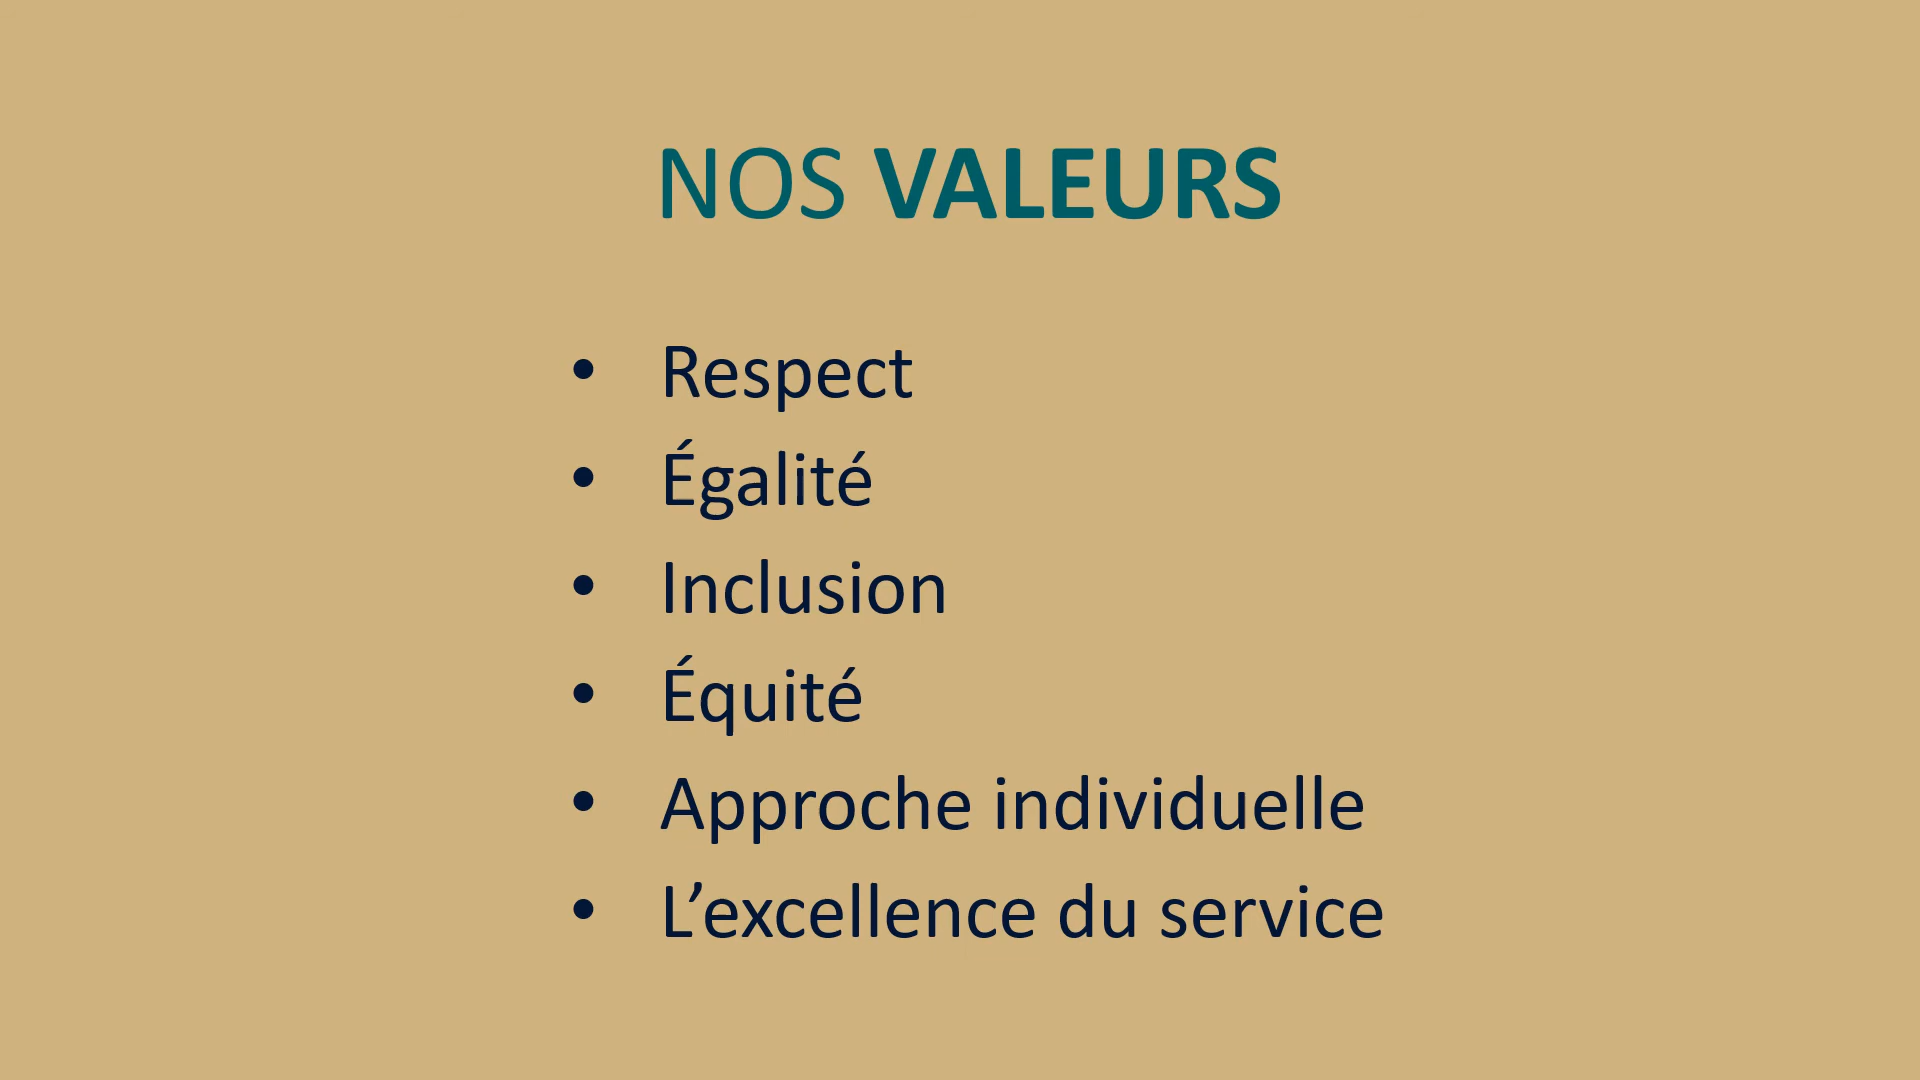 NOS VALEURS
• Respect
• Égalité
• Inclusion
• Équité
• Approche individuelle
• L’excellence du service